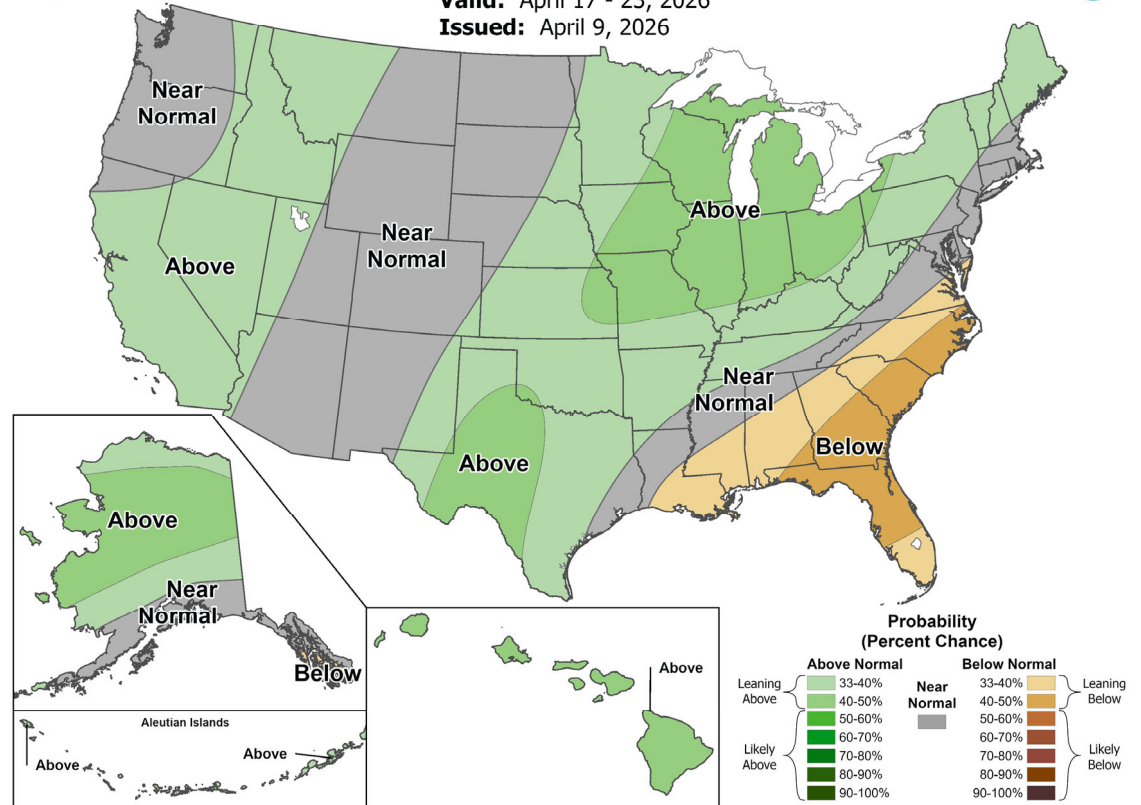 Valid: April 17 - 23, 2026
Issued: April 9, 2026
Near
Normal
Above
Near
Normal
Above
Near
Normal
Above
Below
Above
Near
Normal
Below
Aleutian Islands
Above
Above
Above
Probability
(Percent Chance)
Above Normal
Below Normal
Leaning
Above
33-40%
40-50%
50-60%
60-70%
70-80%
80-90%
90-100%
Likely
Above
Near
Normal
33-40%
40-50%
50-60%
60-70%
70-80%
80-90%
90-100%
Leaning
Below
Likely
Below